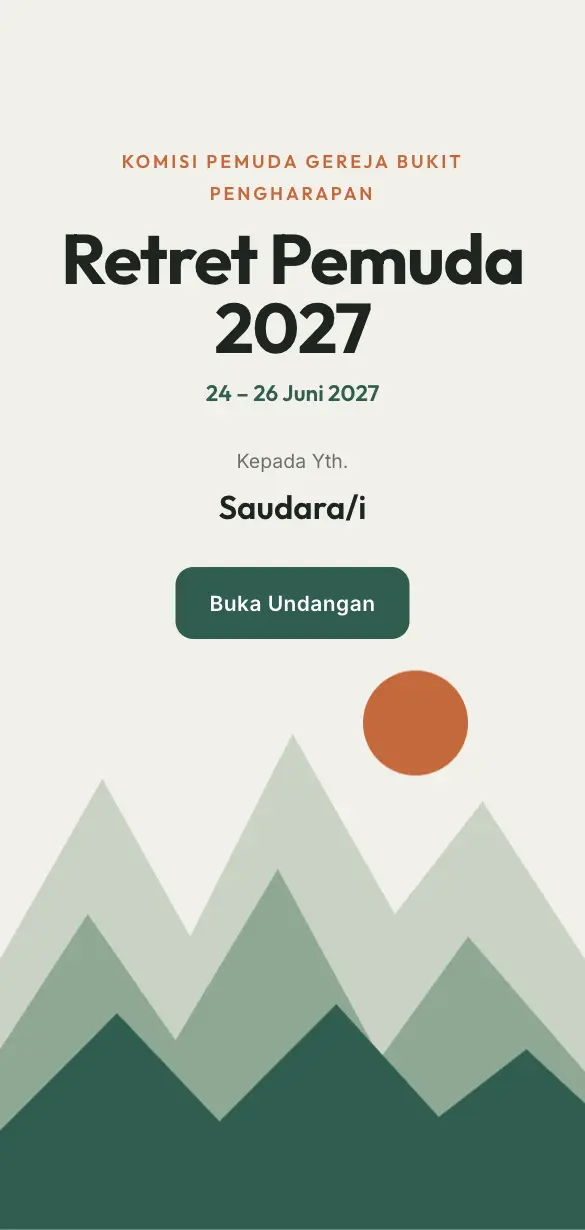 KOMISI PEMUDA GEREJA BUKIT
PENGHARAPAN
Retret Pemuda
2027
24 – 26 Juni 2027
Kepada Yth.
Saudara/i
Buka Undangan